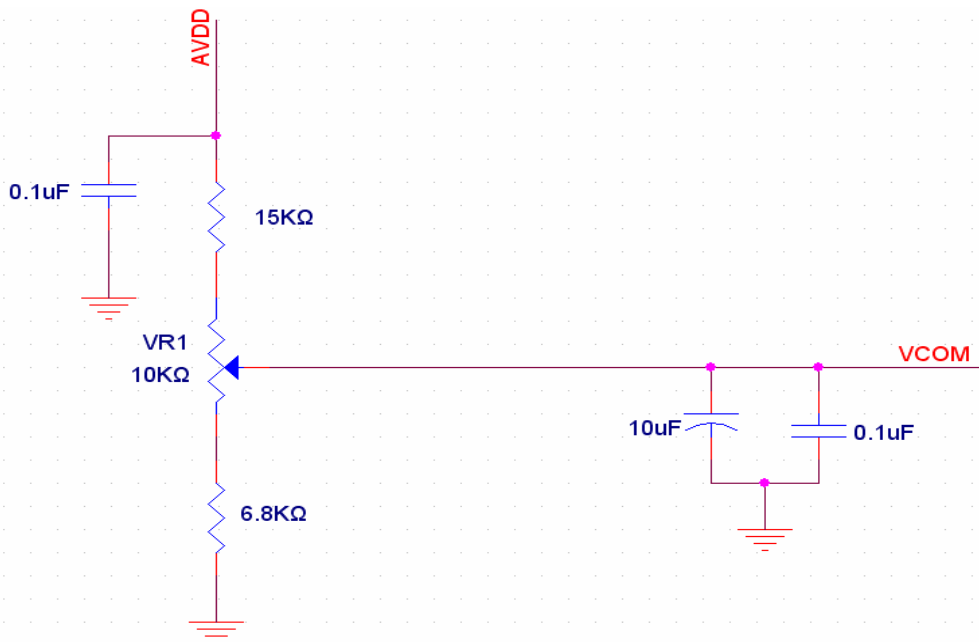 AVDD
0.1uF
15KΩ
VR1
10KΩ
VCOM
10uF
0.1uF
6.8KΩ